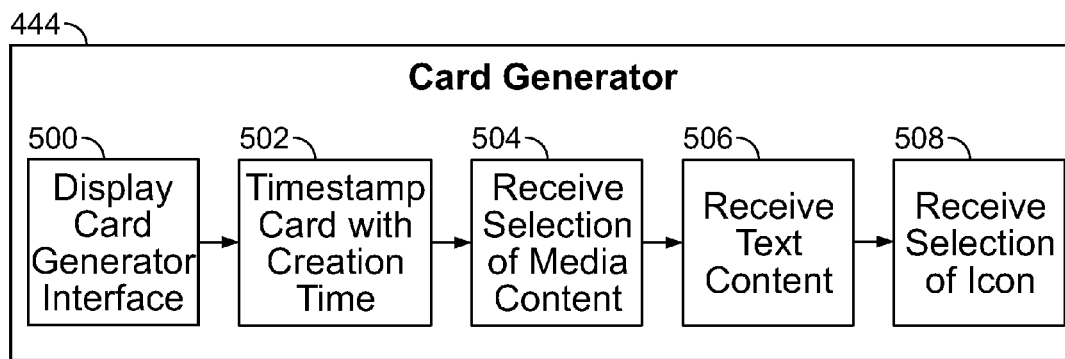 444
Card Generator
500
Display
Card
Generator
Interface
502
Timestamp
Card with
Creation
Time
504
Receive
Selection
of Media
Content
506
Receive
Text
Content
508
Receive
Selection
of Icon